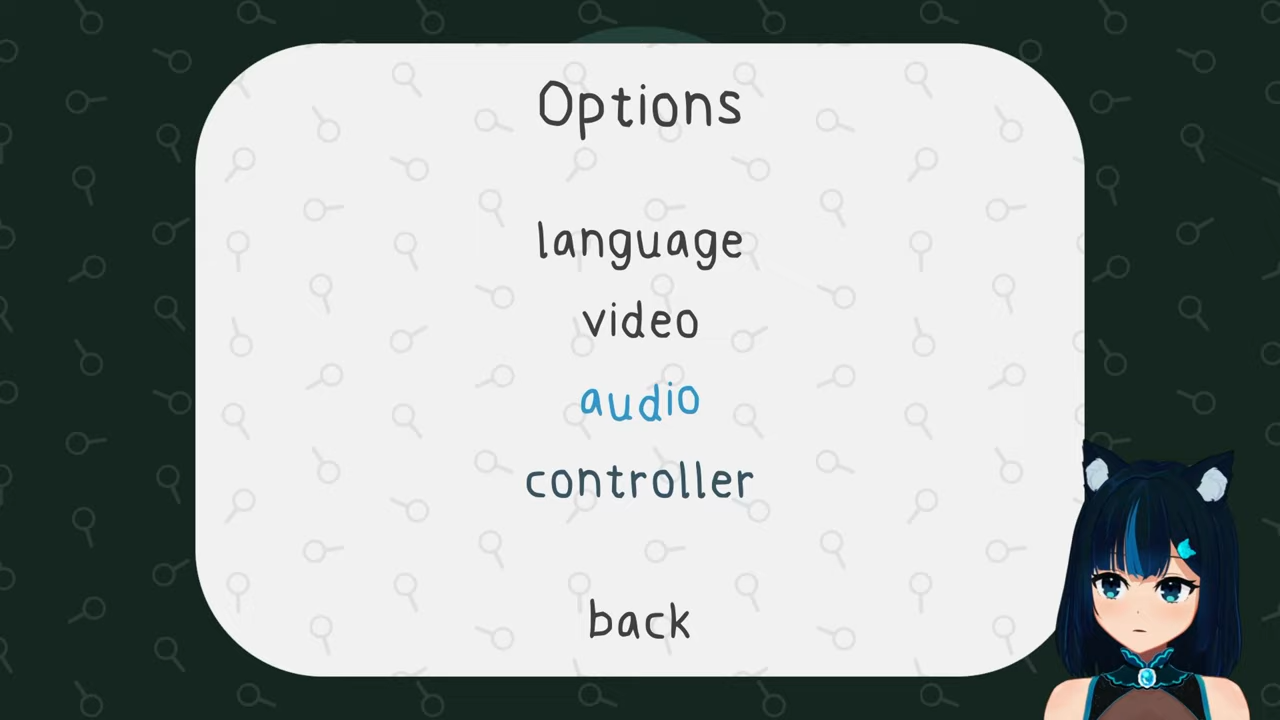 Options
language
video
audio
controller
back